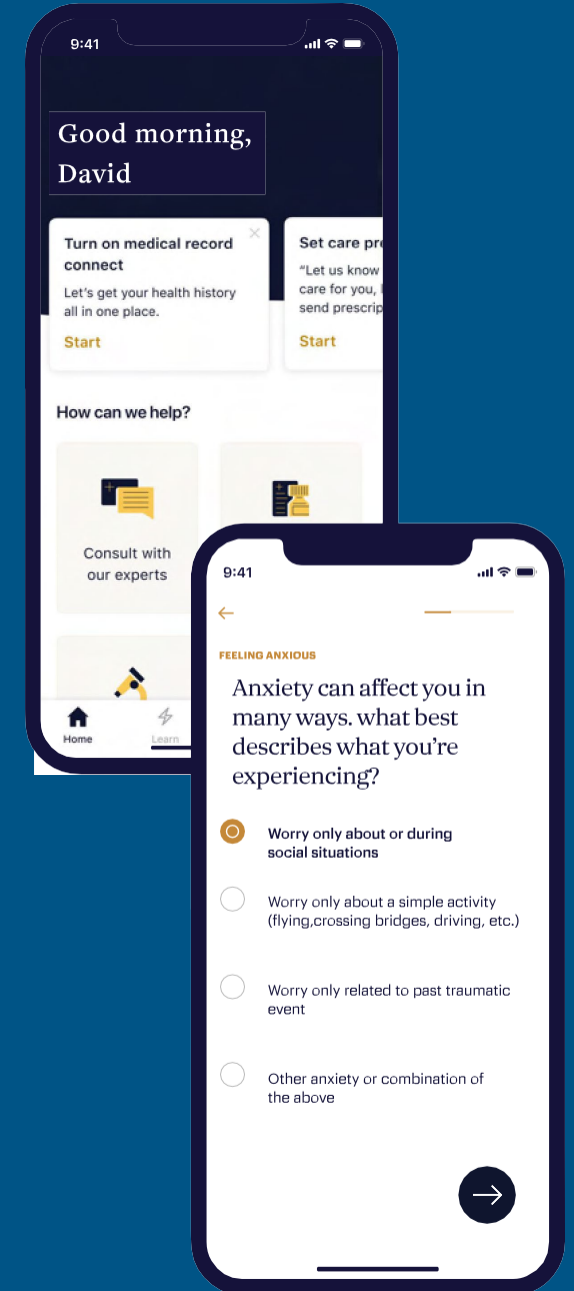 9:41
Good morning,
David
Turn on medical record
connect
Let's get your health history
all in one place.
Start
Set care pre
“Let us know
care for you,
send prescrip
Start
How can we help?
Consult with
our experts
Home
Learn
9:41
FEELING ANXIOUS
Anxiety can affect you in
many ways. what best
describes what you’re
experiencing?
Worry only about or during
social situations
Worry only about a simple activity
(flying,crossing bridges, driving, etc.)
Worry only related to past traumatic
event
Other anxiety or combination of
the above